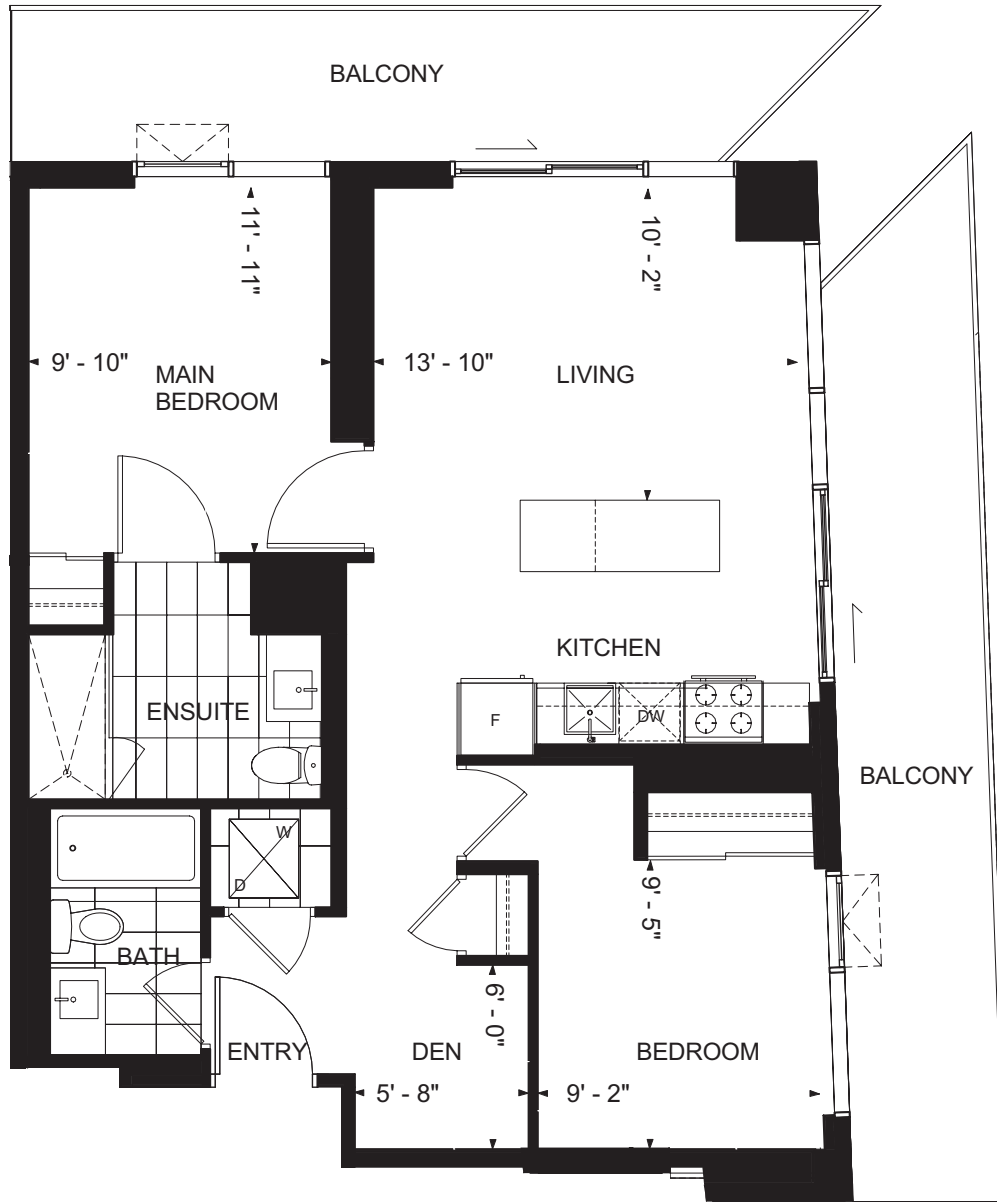 BALCONY
11' - 11"
10' - 2"
9' - 10"
MAIN
BEDROOM
13' - 10"
LIVING
KITCHEN
ENSUITE
F
DW
BALCONY
W
D
9' - 5"
BATH
6' - 0"
ENTRY
DEN
BEDROOM
5' - 8"
9' - 2"